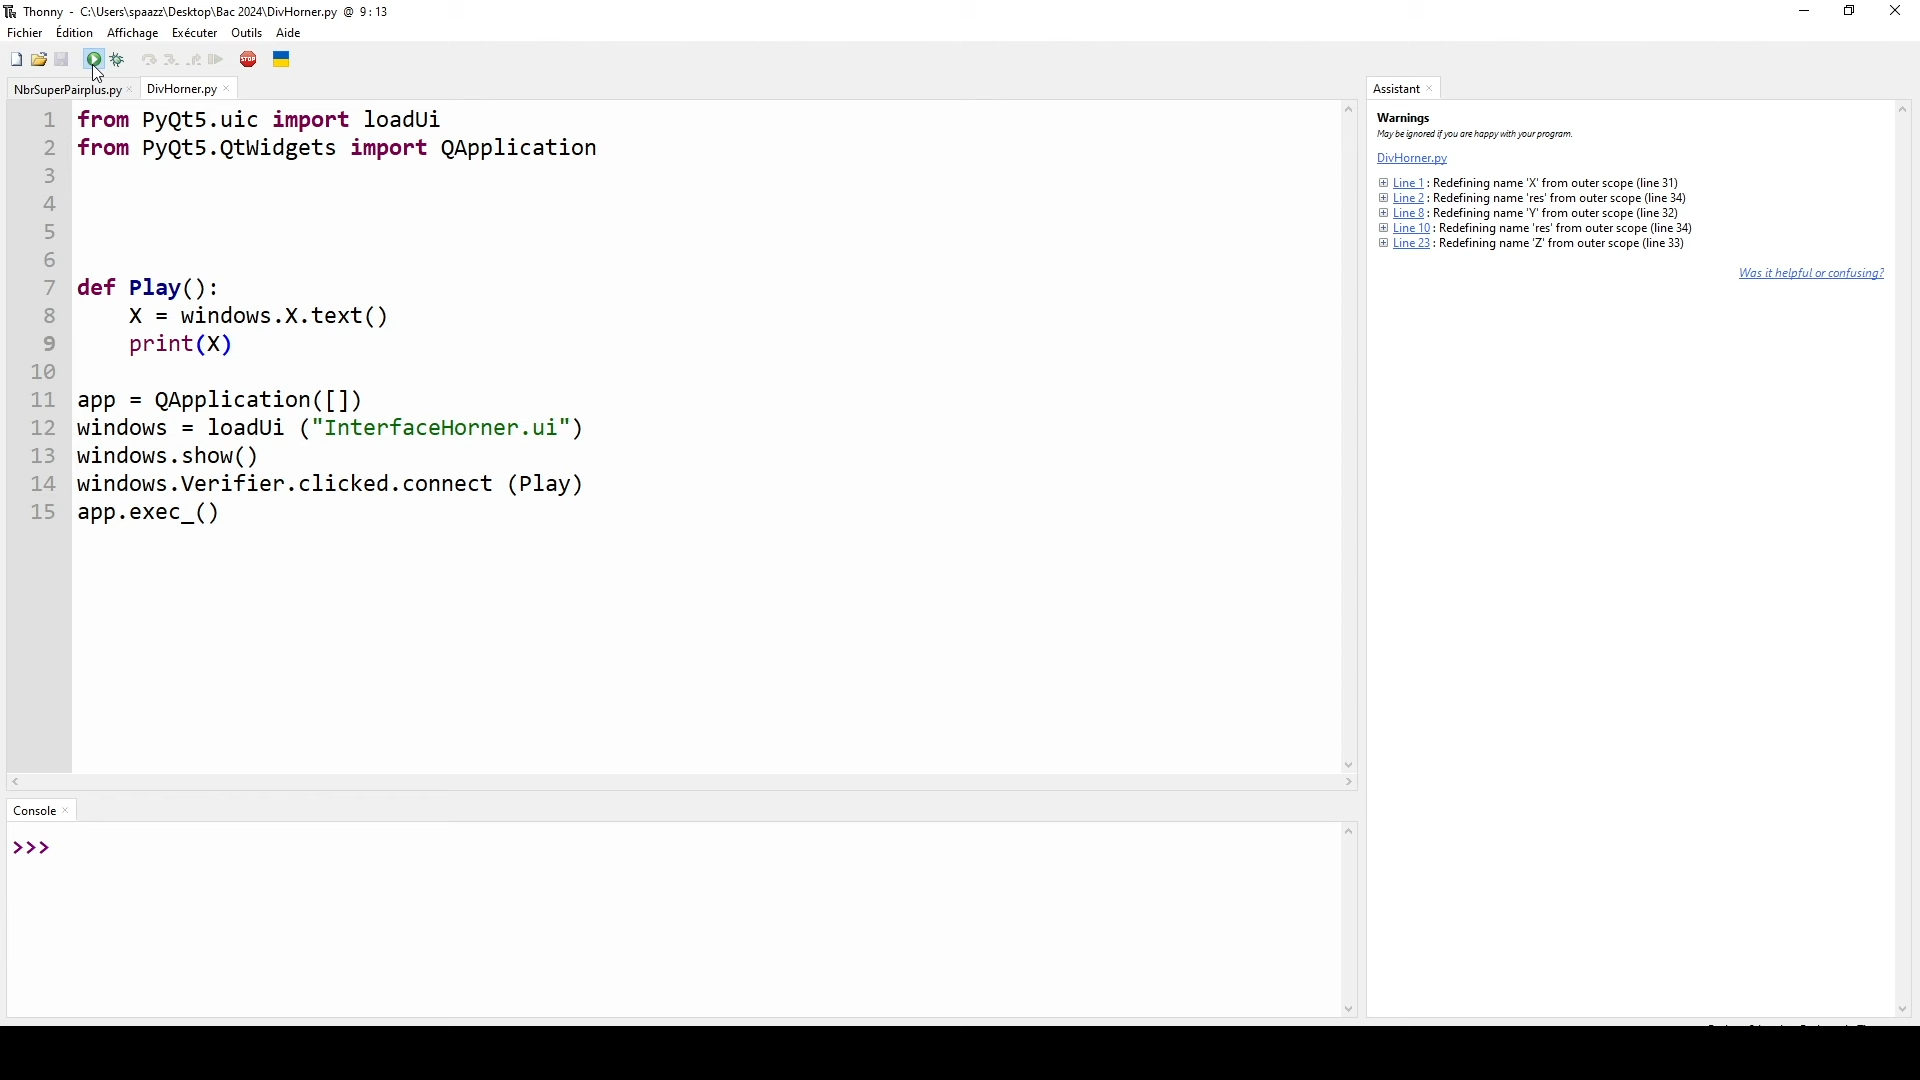 Thonny - C:\Users\spaazz\Desktop\Bac 2024\DivHorner.py @ 9:13
Fichier Édition Affichage Exécuter Outils Aide
STOP
NbrSuperPairplus.py × DivHorner.py ×
1 from PyQt5.uic import loadUi
2 from PyQt5.QtWidgets import QApplication
3
4
5
6
7 def Play():
8     X = windows.X.text()
9     print(X)
10
11 app = QApplication([])
12 windows = loadUi ("InterfaceHorner.ui")
13 windows.show()
14 windows.Verifier.clicked.connect (Play)
15 app.exec_()
Console ×
>>>
Assistant ×
Warnings
May be ignored if you are happy with your program.
DivHorner.py
Line 1 : Redefining name 'X' from outer scope (line 31)
Line 2 : Redefining name 'res' from outer scope (line 34)
Line 8 : Redefining name 'Y' from outer scope (line 32)
Line 10 : Redefining name 'res' from outer scope (line 34)
Line 23 : Redefining name 'Z' from outer scope (line 33)
Was it helpful or confusing?